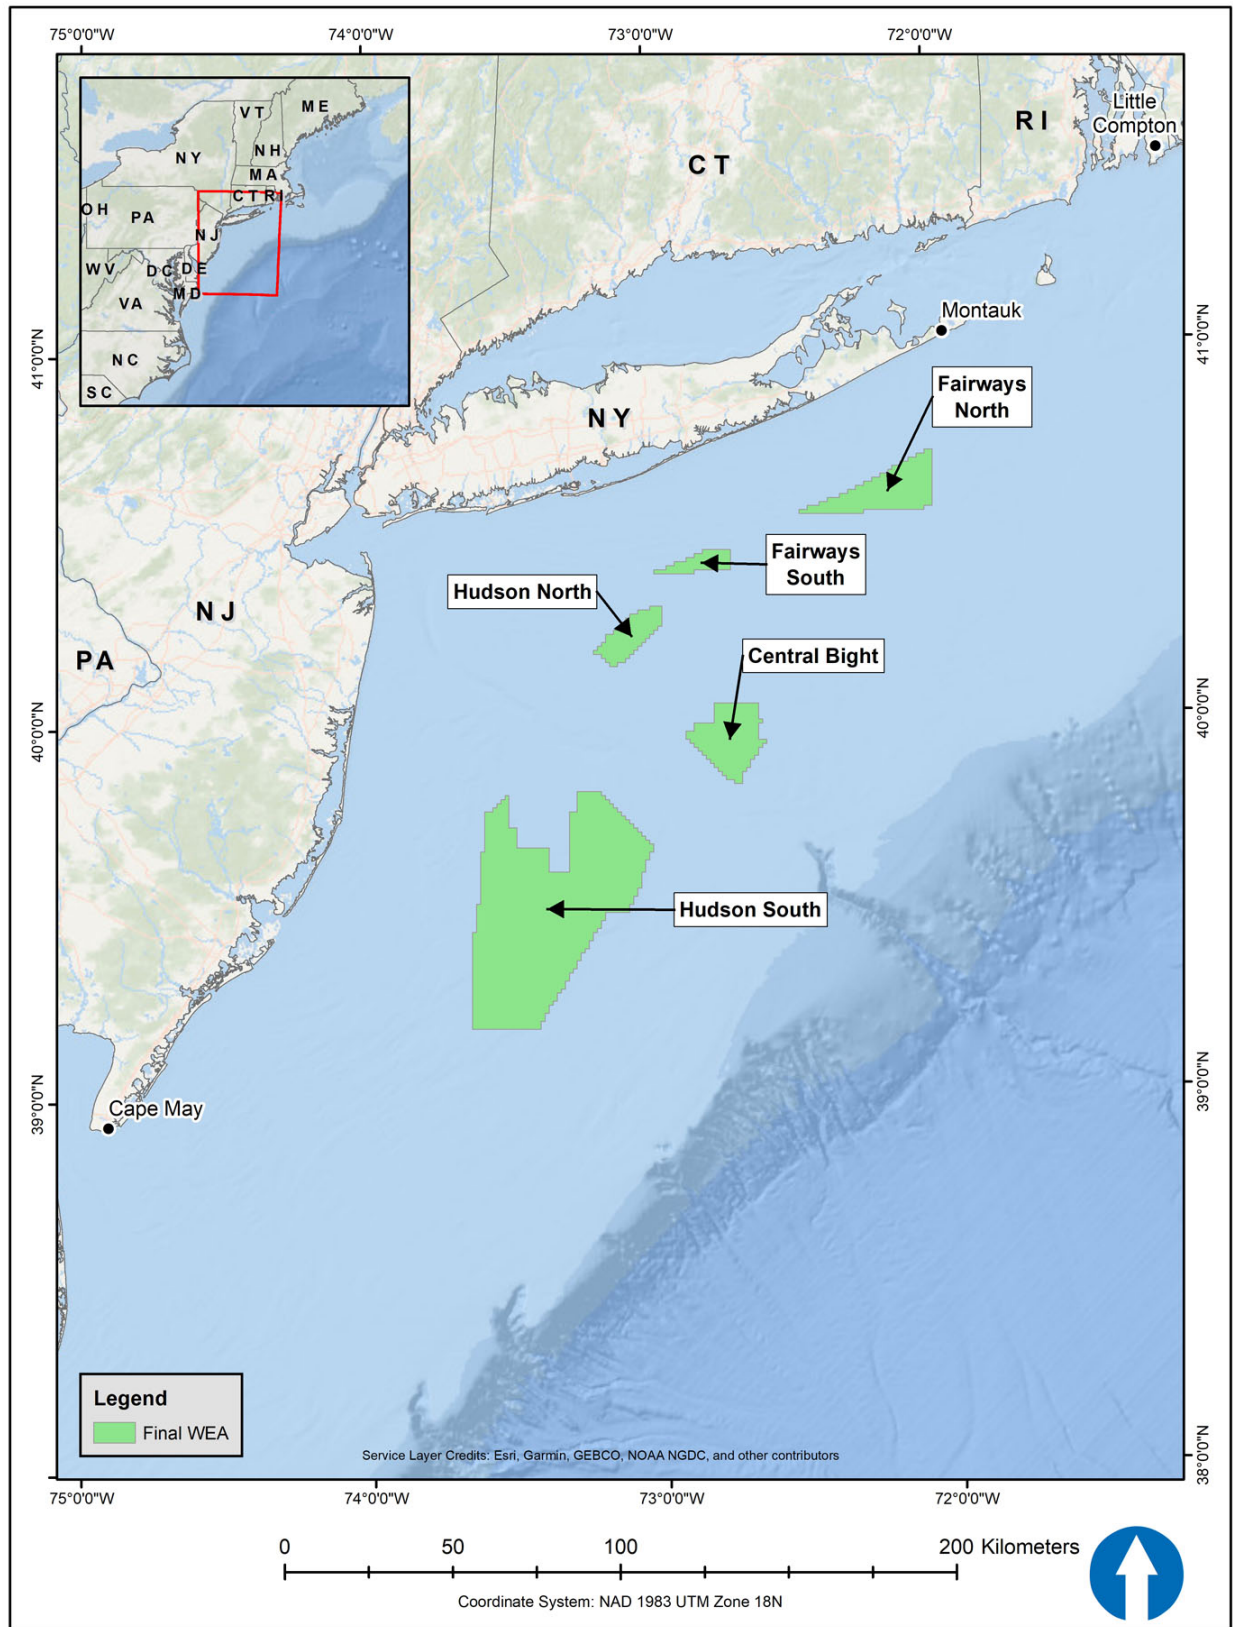 75°0'0"W 74°0'0"W 73°0'0"W 72°0'0"W
VT
ME
NY
NH
MA
CT RI
OH
PA
NJ
WV
DC
DE
MD
VA
NC
SC
RI
Little
Compton
CT
41°0'0"N
41°0'0"N
Montauk
Fairways
North
NY
Fairways
South
Hudson North
NJ
Central Bight
PA
40°0'0"N
40°0'0"N
Hudson South
39°0'0"N
39°0'0"N
Cape May
Legend
Final WEA
Service Layer Credits: Esri, Garmin, GEBCO, NOAA NGDC, and other contributors
38°0'0"N
75°0'0"W 74°0'0"W 73°0'0"W 72°0'0"W
0 50 100 200 Kilometers
Coordinate System: NAD 1983 UTM Zone 18N